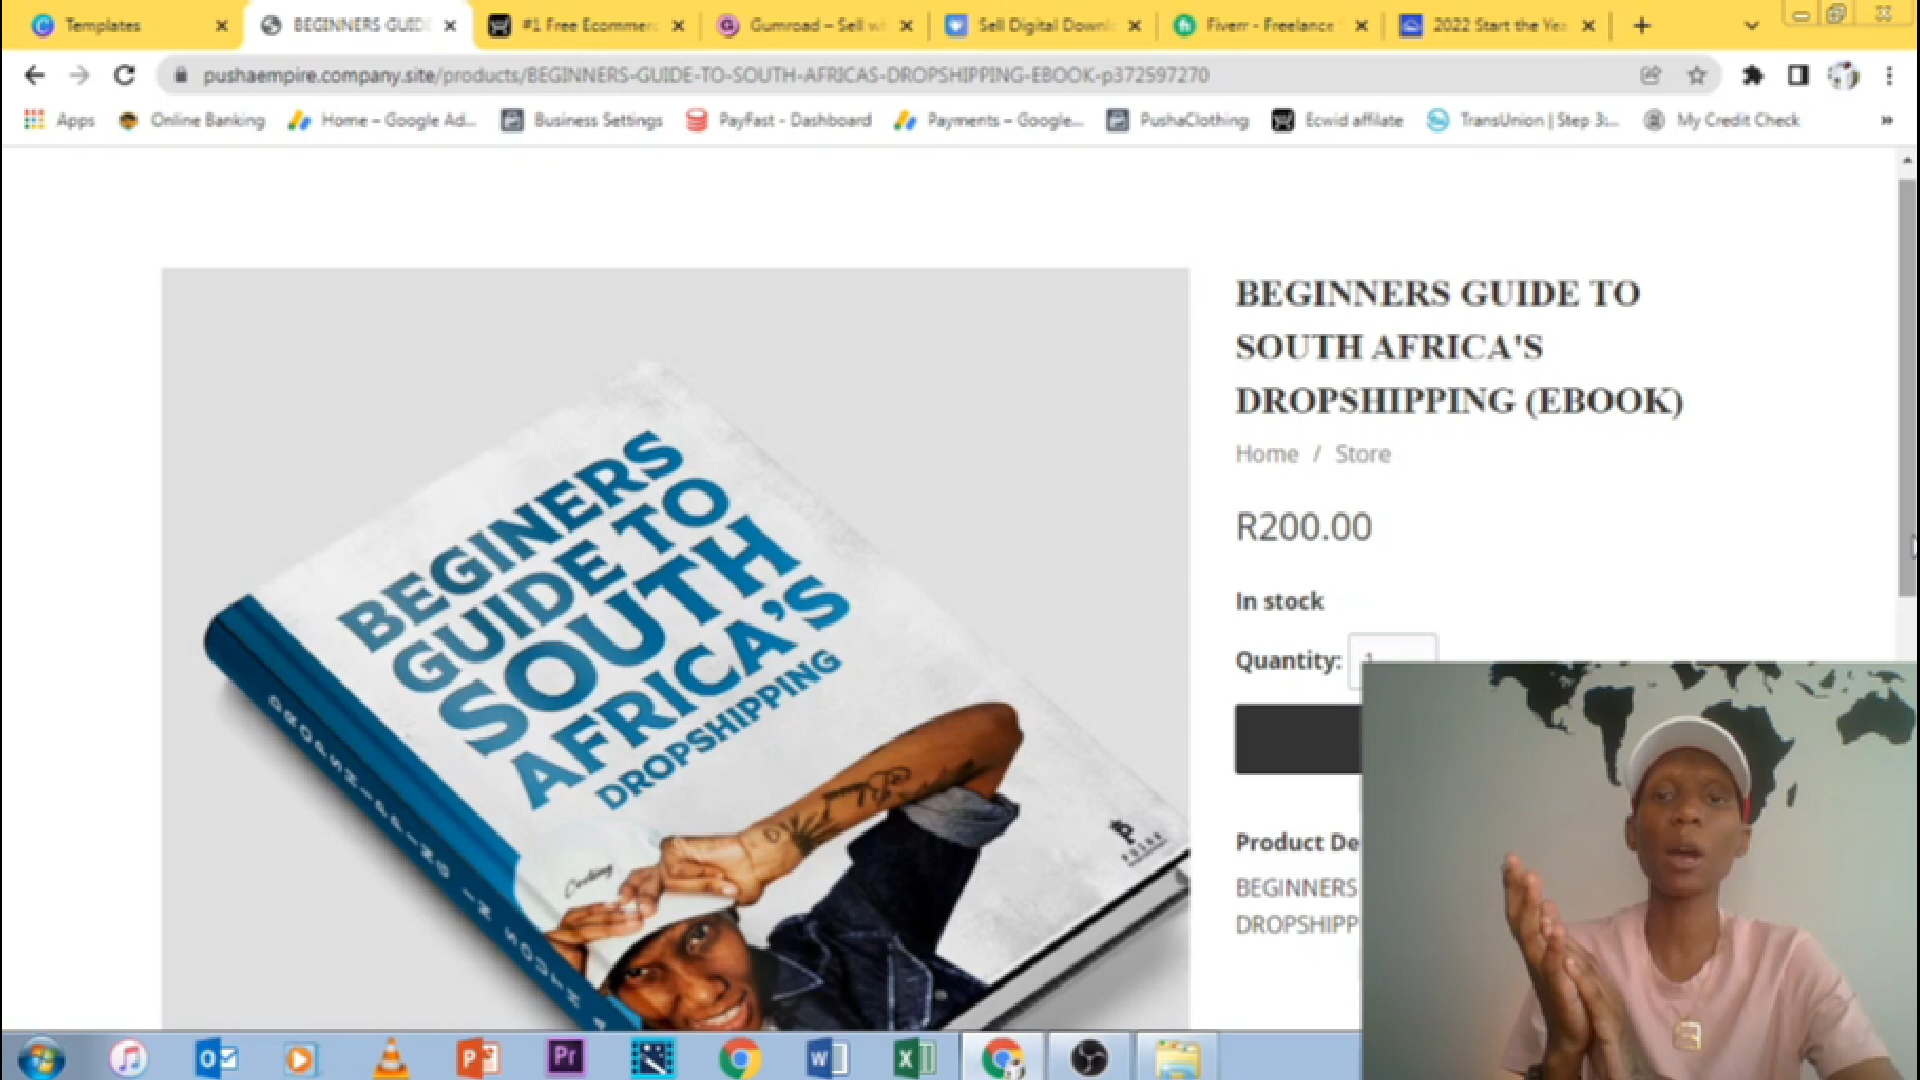 Templates
BEGINNERS GUID
#1 Free Ecommer
Gumroad – Sell w
Sell Digital Downl
Fiverr - Freelance
2022 Start the Yea
pushaempire.company.site/products/BEGINNERS-GUIDE-TO-SOUTH-AFRICAS-DROPSHIPPING-EBOOK-p372597270
Apps
Online Banking
Home – Google Ad...
Business Settings
PayFast - Dashboard
Payments – Google...
PushaClothing
Ecwid affilate
TransUnion | Step 3:...
My Credit Check
»
BEGINERS
GUIDE TO
SOUTH
AFRICA'S
DROPSHIPPING
BEGINNERS GUIDE TO
SOUTH AFRICA'S
DROPSHIPPING (EBOOK)
Home / Store
R200.00
In stock
Quantity:
Product De
BEGINNERS
DROPSHIPP